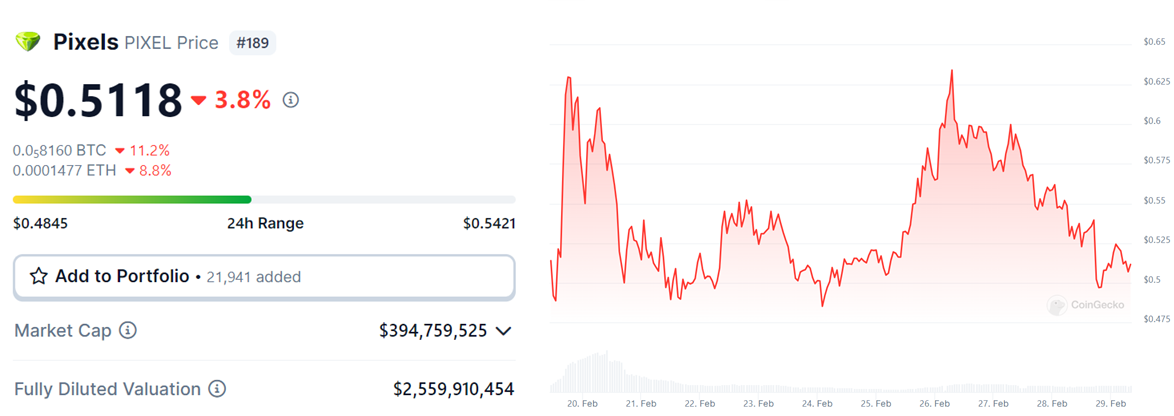 Pixels PIXEL Price #189
$0.5118 3.8%
0.0₅8160 BTC 11.2%
0.0001477 ETH 8.8%
$0.4845 24h Range $0.5421
Add to Portfolio • 21,941 added
Market Cap $394,759,525
Fully Diluted Valuation $2,559,910,454
$0.65
$0.625
$0.6
$0.575
$0.55
$0.525
$0.5
$0.475
CoinGecko
20. Feb 21. Feb 22. Feb 23. Feb 24. Feb 25. Feb 26. Feb 27. Feb 28. Feb 29. Feb